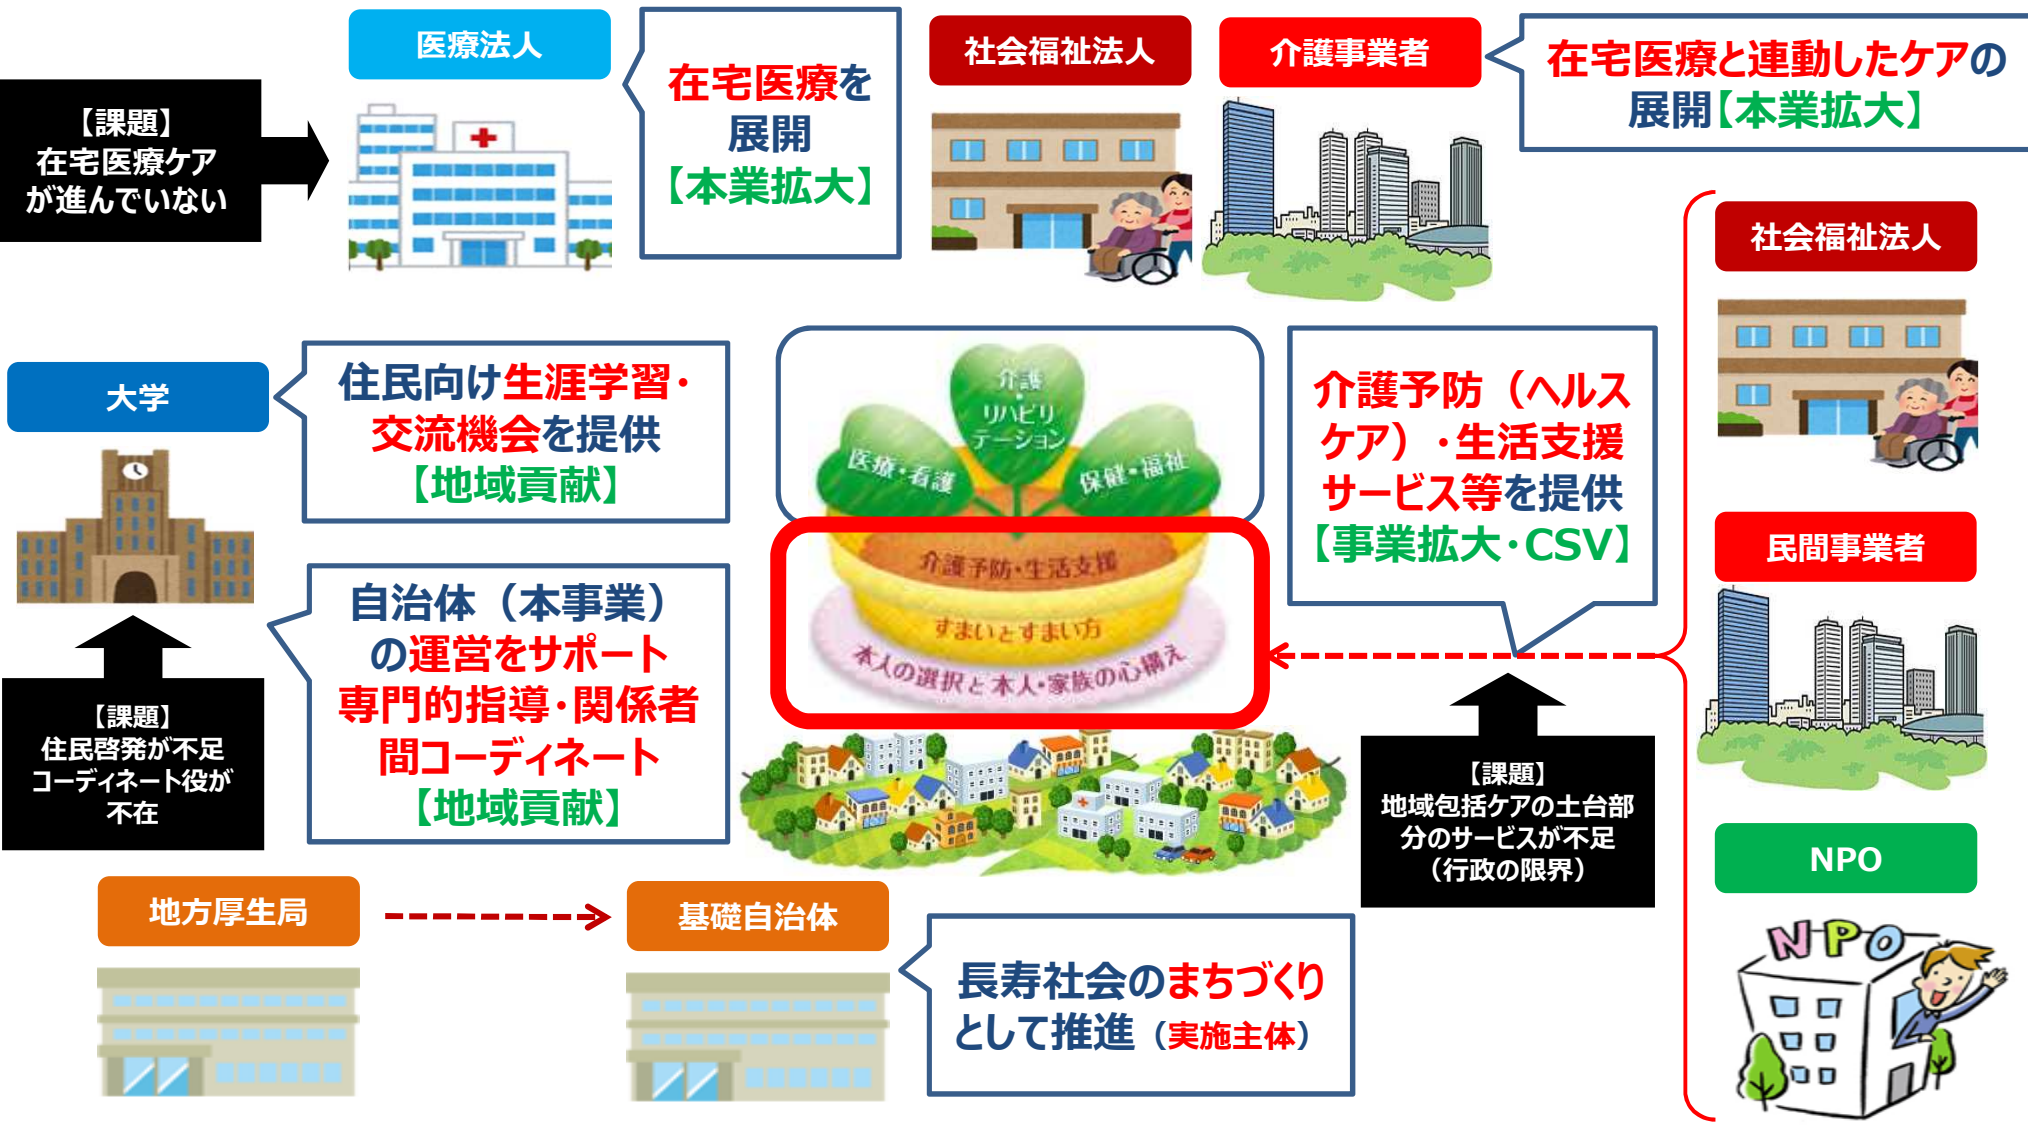 医療法人
在宅医療を
展開
【本業拡大】
社会福祉法人
介護事業者
在宅医療と連動したケアの
展開【本業拡大】
【課題】
在宅医療ケア
が進んでいない
社会福祉法人
大学
住民向け生涯学習・
交流機会を提供
【地域貢献】
介護
・
リハビリ
テーション
医療・看護
保健・福祉
介護予防・生活支援
すまいとすまい方
本人の選択と本人・家族の心構え
介護予防（ヘルス
ケア）・生活支援
サービス等を提供
【事業拡大・CSV】
民間事業者
自治体（本事業）
の運営をサポート
専門的指導・関係者
間コーディネート
【地域貢献】
【課題】
住民啓発が不足
コーディネート役が
不在
【課題】
地域包括ケアの土台部
分のサービスが不足
（行政の限界）
NPO
NPO
地方厚生局
基礎自治体
長寿社会のまちづくり
として推進（実施主体）